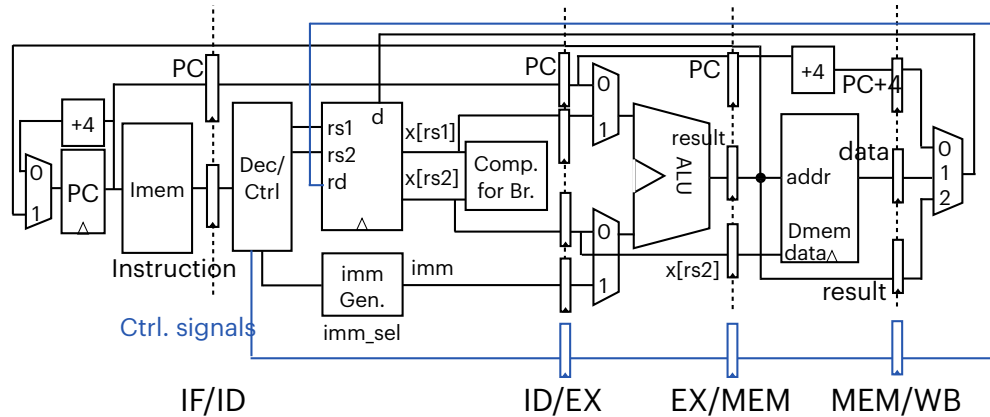 PC
PC
PC
+4
PC+4
+4
0
1
PC
Imem
Instruction
Dec/
Ctrl
rs1
rs2
rd
d
x[rs1]
x[rs2]
Comp.
for Br.
imm
Gen.
imm
imm_sel
0
1
0
1
ALU
result
x[rs2]
addr
Dmem
data
data
result
0
1
2
Ctrl. signals
IF/ID
ID/EX
EX/MEM
MEM/WB